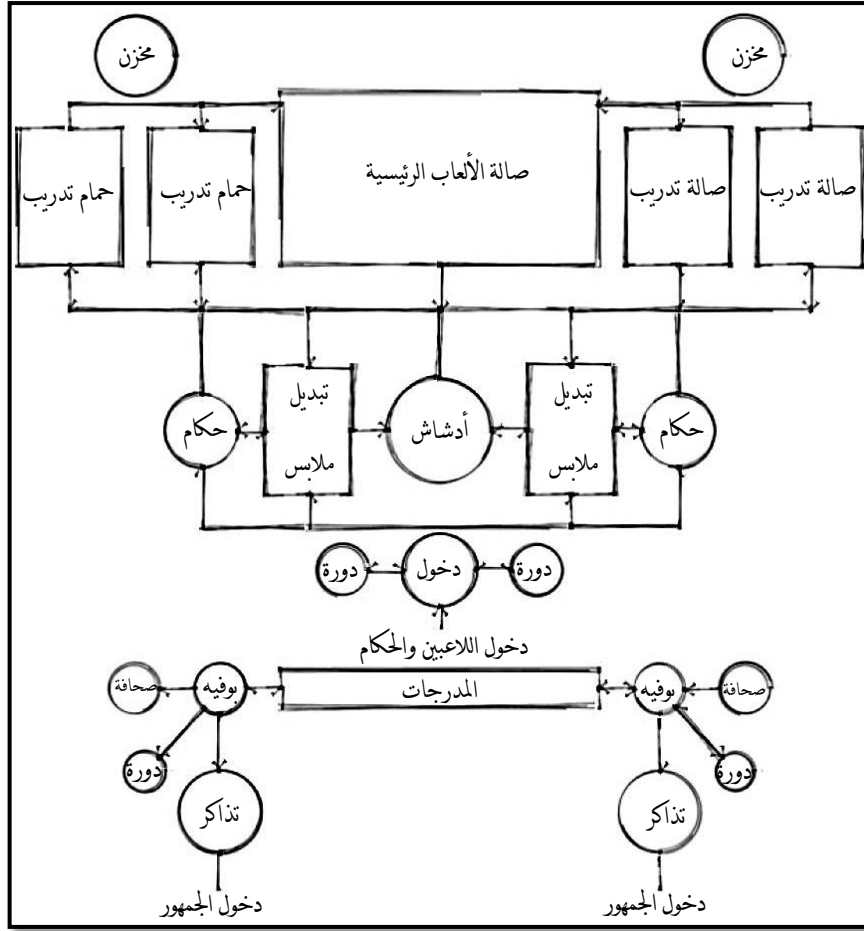 مخزن
مخزن
صالة الألعاب الرئيسية
صالة تدريب
صالة تدريب
حمام تدريب
حمام تدريب
حكام
تبديل
ملابس
أدشاش
تبديل
ملابس
حكام
دورة
دخول
دورة
دخول اللاعبين والحكام
صحافة
بوفيه
المدرجات
بوفيه
صحافة
دورة
دورة
تذاكر
تذاكر
دخول الجمهور
دخول الجمهور